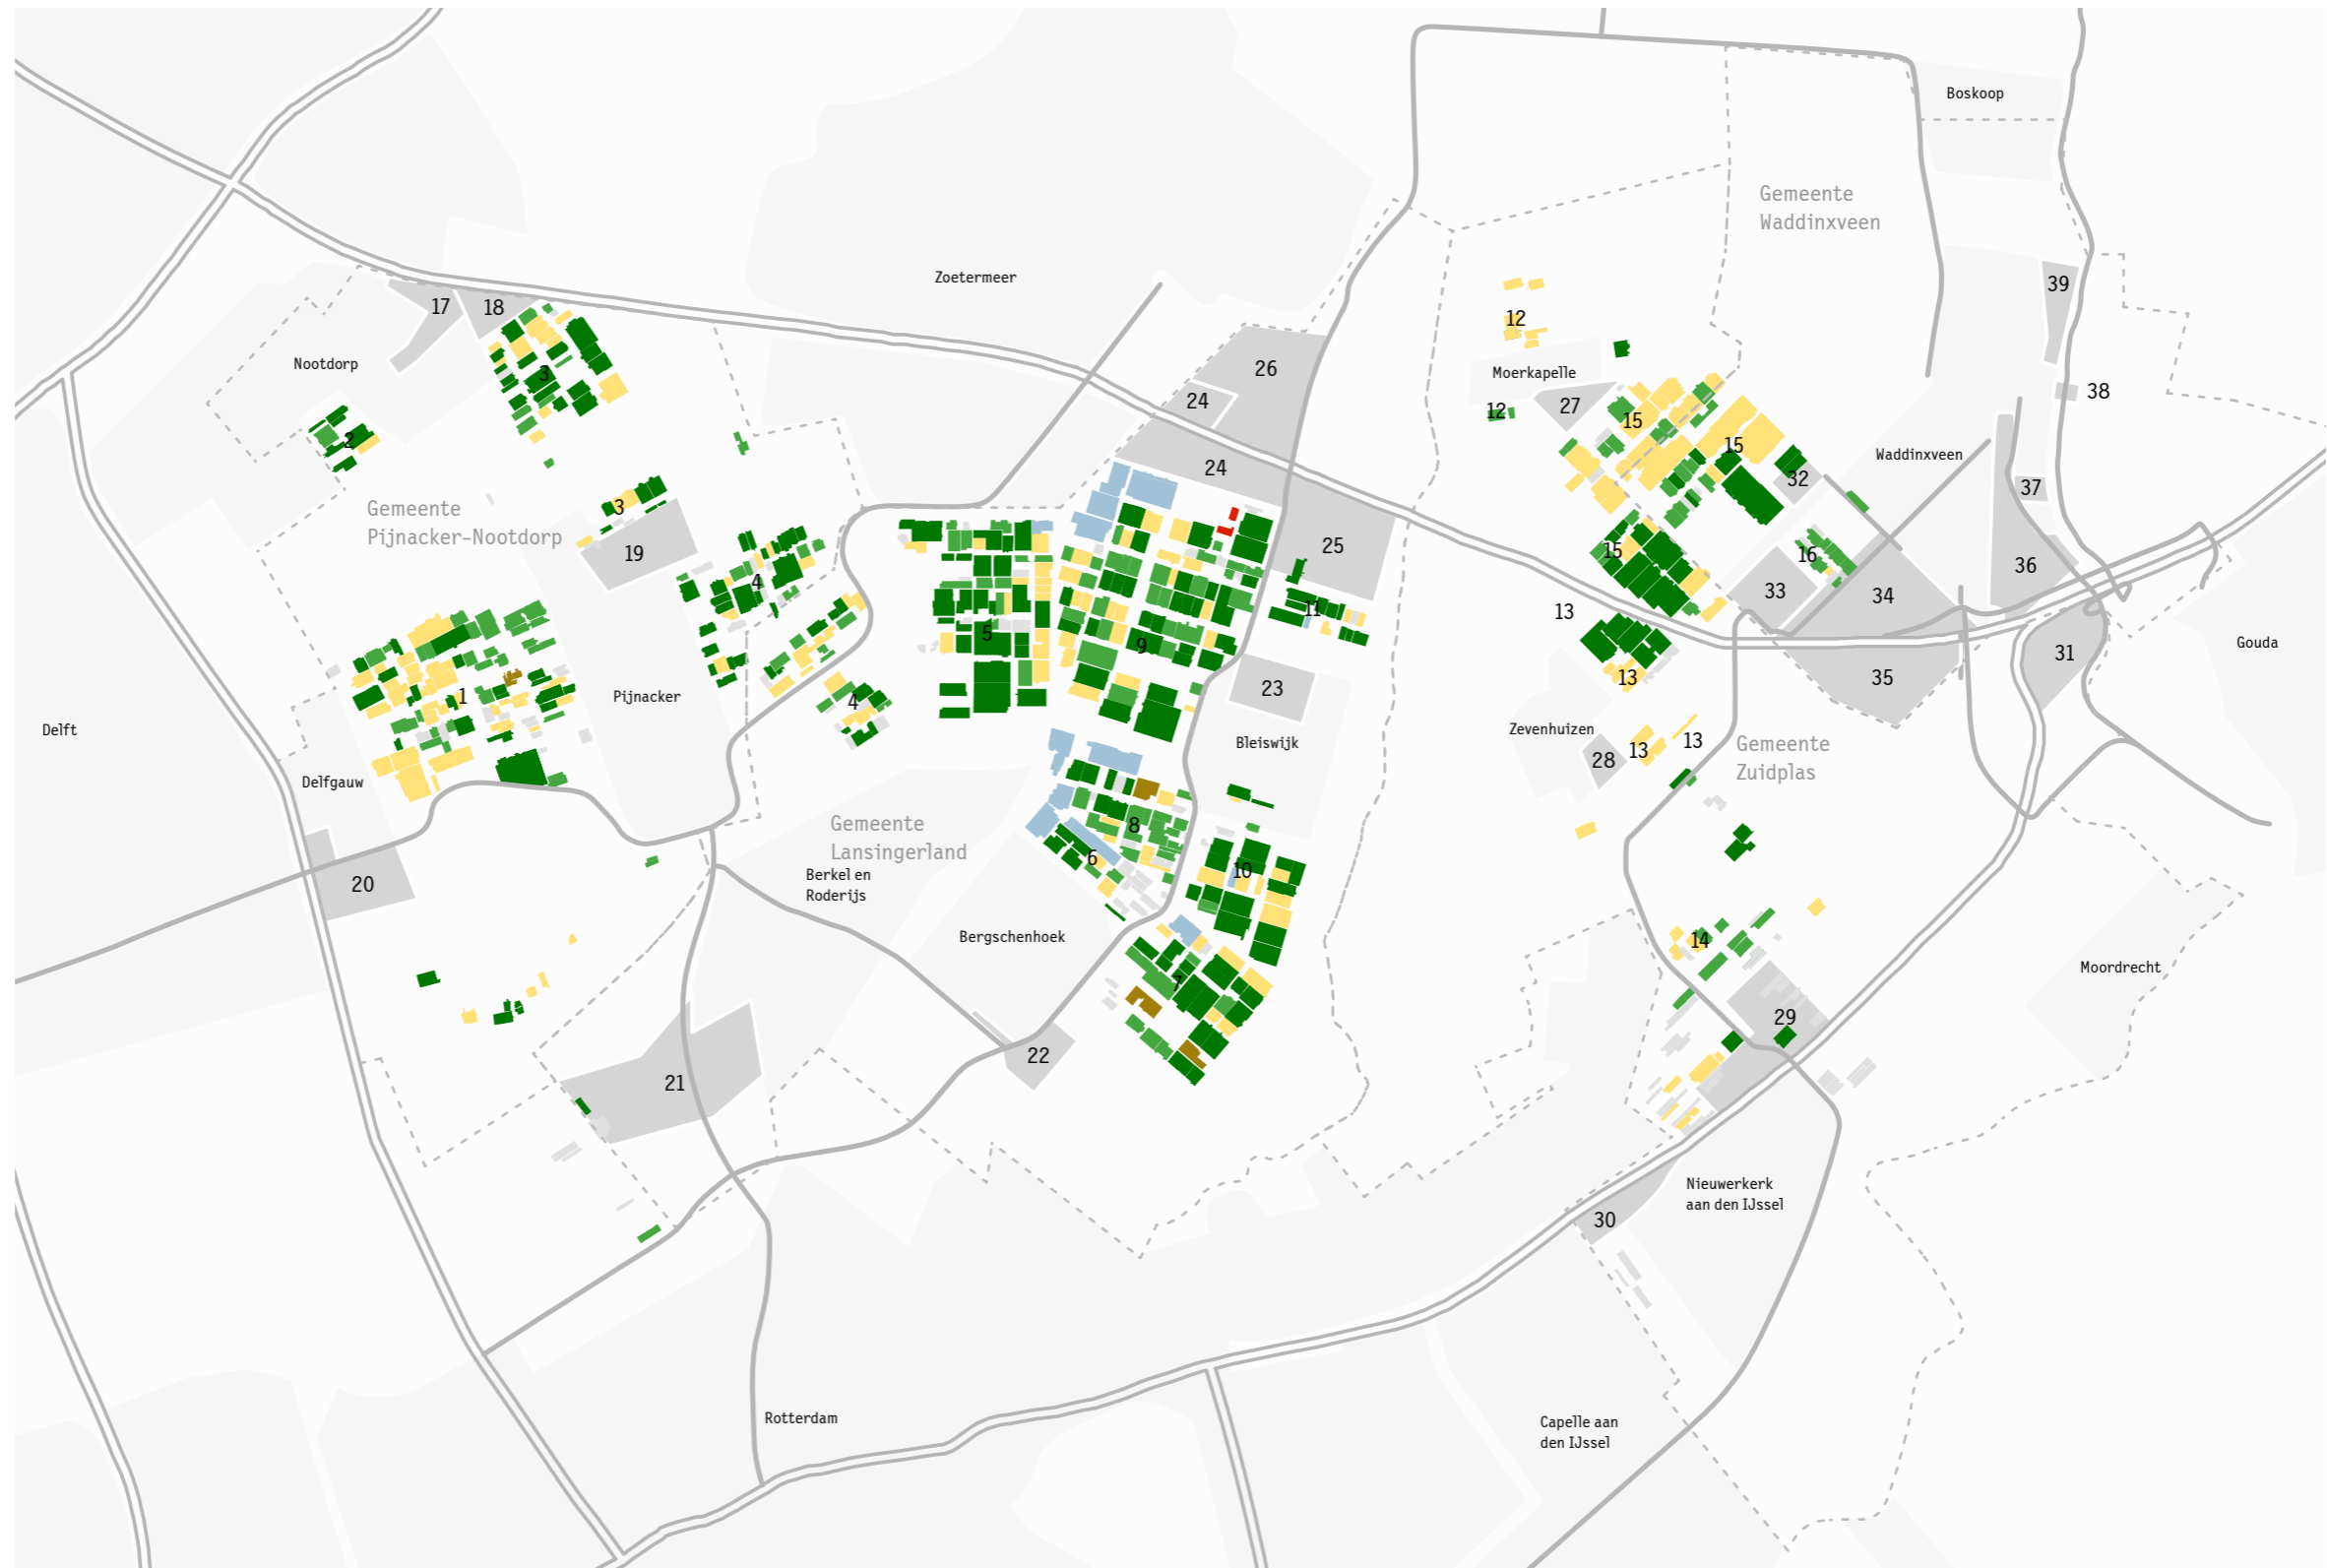 Boskoop
Gemeente
Waddinxveen
Zoetermeer
39
17
18
12
26
Nootdorp
3
Moerkapelle
24
27
38
12
2
15
15
Waddinxveen
24
32
37
3
Gemeente
Pijnacker-Nootdorp
19
25
15
16
36
4
33
34
11
13
5
9
Gouda
31
1
Pijnacker
23
13
35
4
Delft
Bleiswijk
Zevenhuizen
13
13
Gemeente
Zuidplas
28
Delfgauw
Gemeente
Lansingerland
8
6
Berkel en
Roderijs
10
20
Bergschenhoek
14
Moordrecht
7
29
22
21
Nieuwerkerk
aan den IJssel
30
Rotterdam
Capelle aan
den IJssel